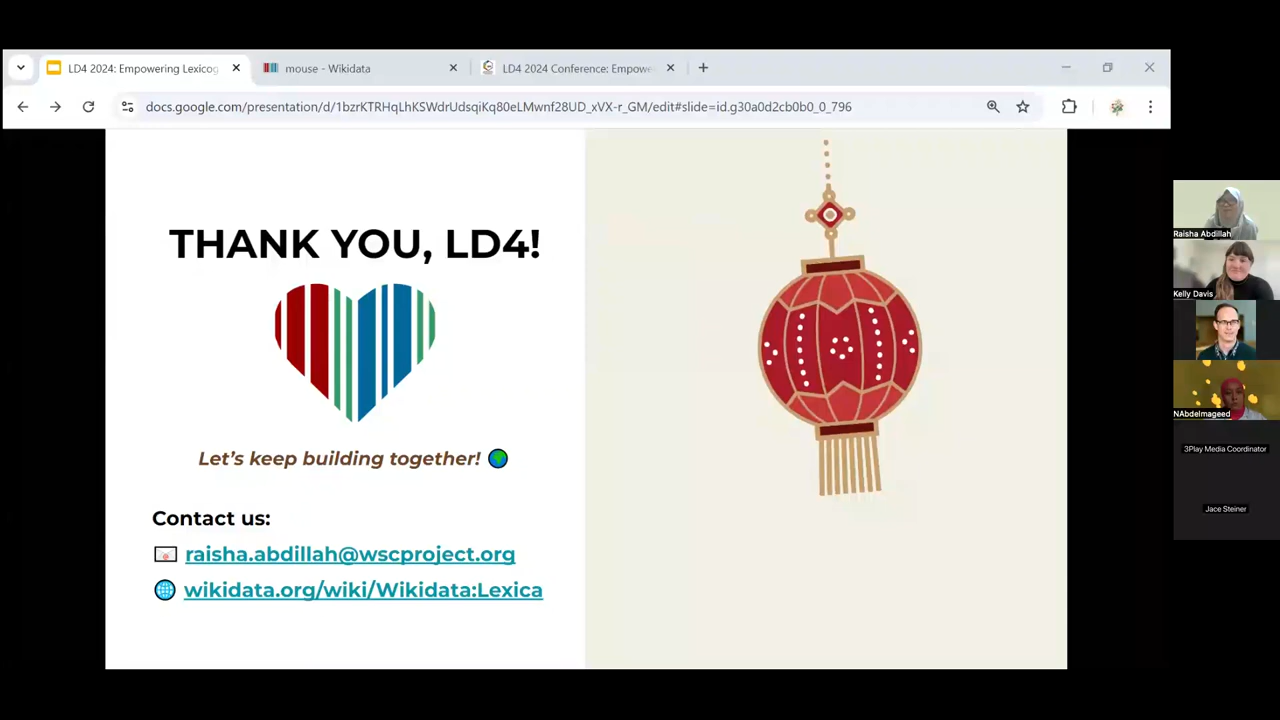 LD4 2024: Empowering Lexicog
mouse - Wikidata
LD4 2024 Conference: Empowe
docs.google.com/presentation/d/1bzrKTRHqLhKSWdrUdsqiKq80eLMwnf28UD_xVX-r_GM/edit#slide=id.g30a0d2cb0b0_0_796
THANK YOU, LD4!
Let's keep building together!
Contact us:
raisha.abdillah@wscproject.org
wikidata.org/wiki/Wikidata:Lexica
Raisha Abdillah
Kelly Davis
NAbdelmageed
3Play Media Coordinator
Jace Steiner